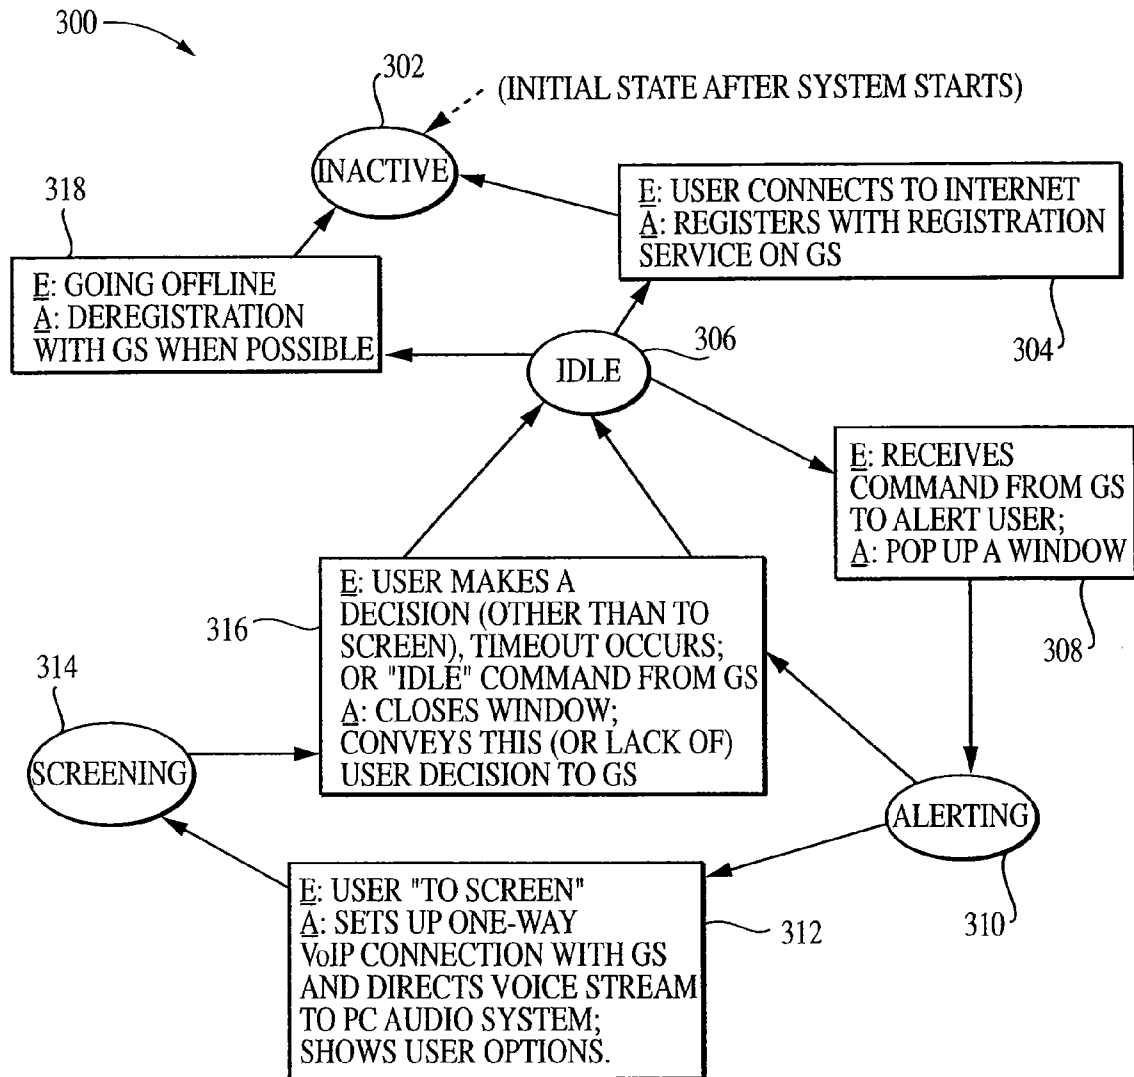 300
302
(INITIAL STATE AFTER SYSTEM STARTS)
INACTIVE
318
E: USER CONNECTS TO INTERNET
A: REGISTERS WITH REGISTRATION
SERVICE ON GS
304
E: GOING OFFLINE
A: DEREGISTRATION
WITH GS WHEN POSSIBLE
306
IDLE
E: RECEIVES
COMMAND FROM GS
TO ALERT USER;
A: POP UP A WINDOW
308
316
E: USER MAKES A
DECISION (OTHER THAN TO
SCREEN), TIMEOUT OCCURS;
OR "IDLE" COMMAND FROM GS
A: CLOSES WINDOW;
CONVEYS THIS (OR LACK OF)
USER DECISION TO GS
314
SCREENING
ALERTING
310
E: USER "TO SCREEN"
A: SETS UP ONE-WAY
VoIP CONNECTION WITH GS
AND DIRECTS VOICE STREAM
TO PC AUDIO SYSTEM;
SHOWS USER OPTIONS.
312